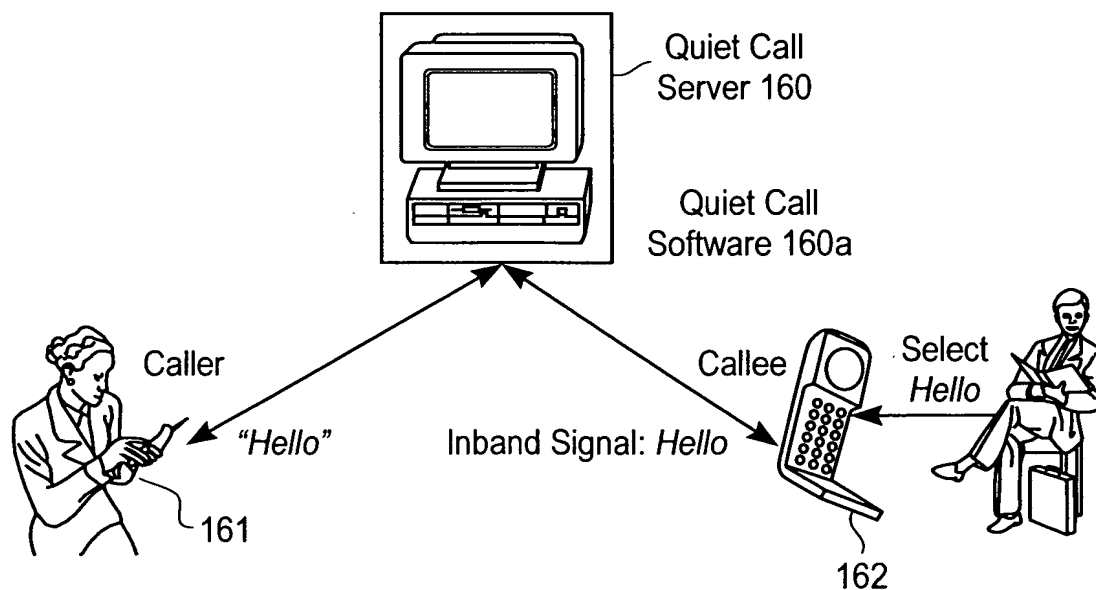 Quiet Call
Server 160
Quiet Call
Software 160a
Caller
Callee
Select
Hello
"Hello"
Inband Signal: Hello
161
162